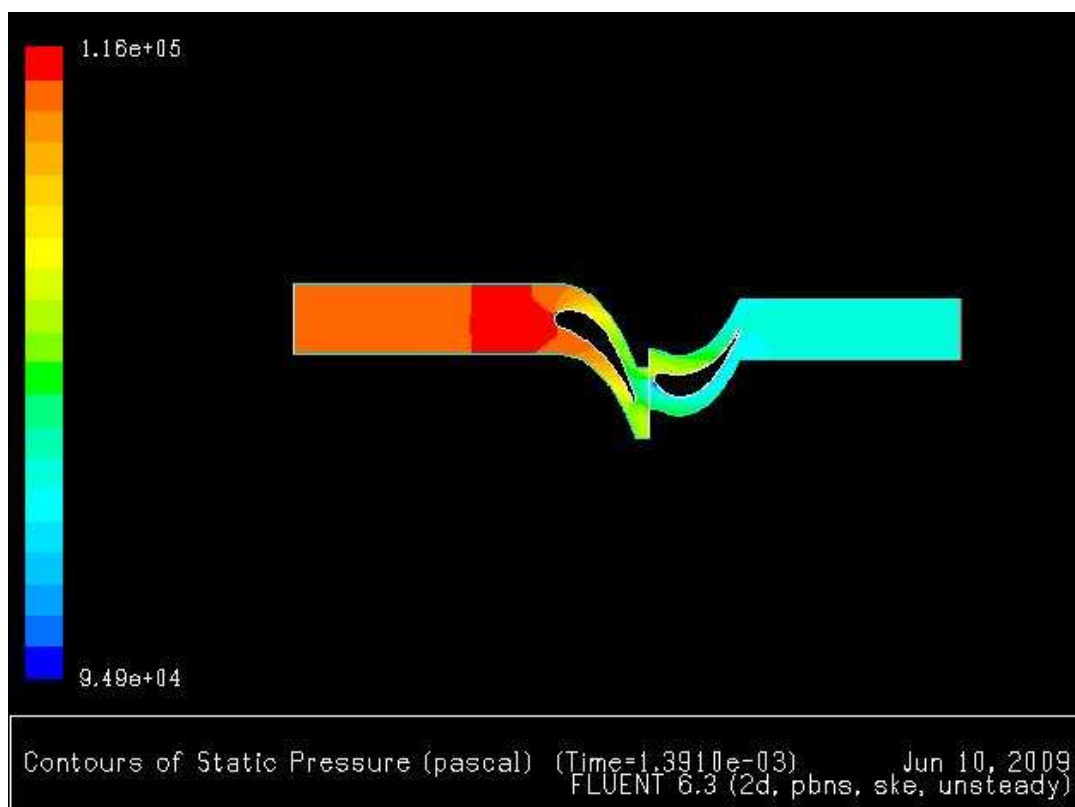 1.16e+05
9.49e+04
Contours of Static Pressure (pascal) (Time=1.3910e-03) Jun 10, 2009
FLUENT 6.3 (2d, pbns, ske, unsteady)